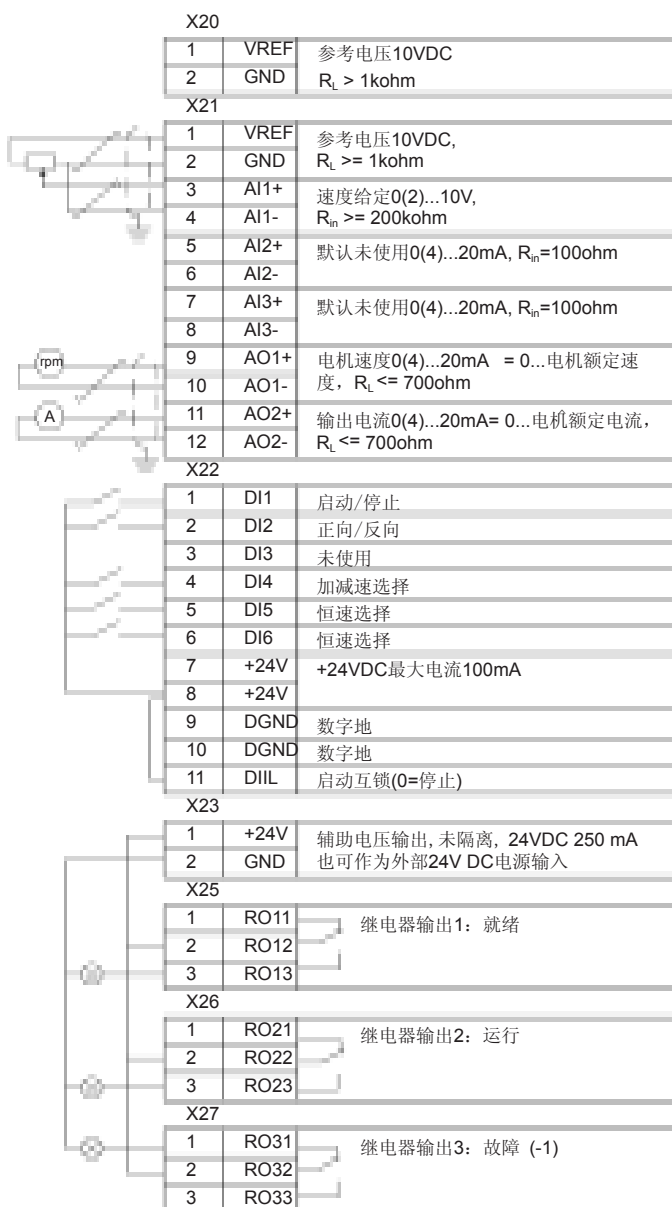 X20
1 VREF 参考电压10VDC
2 GND RL > 1kohm
X21
1 VREF 参考电压10VDC,
2 GND RL >= 1kohm
3 AI1+ 速度给定0(2)...10V,
4 AI1- Rin >= 200kohm
5 AI2+ 默认未使用0(4)...20mA, Rin=100ohm
6 AI2-
7 AI3+ 默认未使用0(4)...20mA, Rin=100ohm
8 AI3-
rpm 9 AO1+ 电机速度0(4)...20mA = 0...电机额定速
10 AO1- 度，RL <= 700ohm
A 11 AO2+ 输出电流0(4)...20mA= 0...电机额定电流，
12 AO2- RL <= 700ohm
X22
1 DI1 启动/停止
2 DI2 正向/反向
3 DI3 未使用
4 DI4 加减速选择
5 DI5 恒速选择
6 DI6 恒速选择
7 +24V +24VDC最大电流100mA
8 +24V
9 DGND 数字地
10 DGND 数字地
11 DIIL 启动互锁(0=停止)
X23
1 +24V 辅助电压输出, 未隔离, 24VDC 250 mA
2 GND 也可作为外部24V DC电源输入
X25
1 RO11 继电器输出1：就绪
2 RO12
3 RO13
X26
1 RO21 继电器输出2：运行
2 RO22
3 RO23
X27
1 RO31 继电器输出3：故障 (-1)
2 RO32
3 RO33